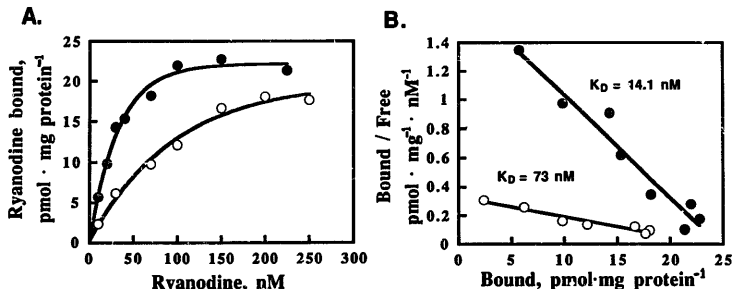 A.
Ryanodine bound,
pmol · mg protein⁻¹
25
20
15
10
5
0
0 50 100 150 200 250 300
Ryanodine, nM
B.
Bound / Free
pmol · mg⁻¹ · nM⁻¹
1.4
1.2
1
0.8
0.6
0.4
0.2
0
K_D = 14.1 nM
K_D = 73 nM
0 5 10 15 20 25
Bound, pmol·mg protein⁻¹